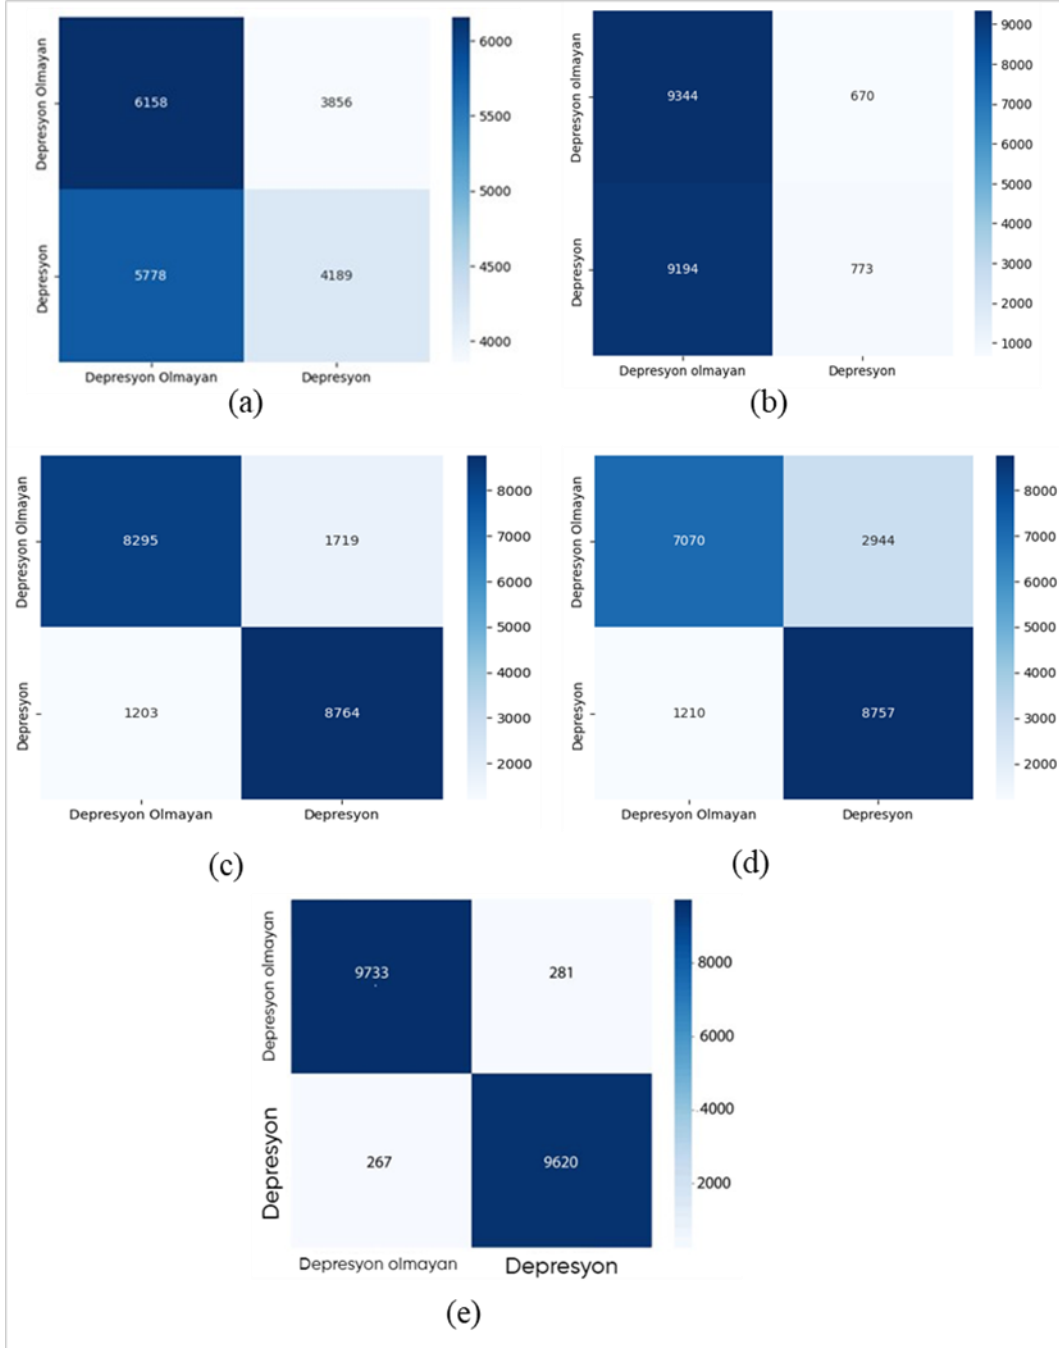 Depresyon Olmayan
6158
3856
6000
5500
5000
4500
4000
Depresyon
5778
4189
Depresyon Olmayan
Depresyon
(a)
Depresyon olmayan
9344
670
9000
8000
7000
6000
5000
4000
3000
2000
1000
Depresyon
9194
773
Depresyon olmayan
Depresyon
(b)
Depresyon Olmayan
8295
1719
8000
7000
6000
5000
4000
3000
2000
Depresyon
1203
8764
Depresyon Olmayan
Depresyon
(c)
Depresyon Olmayan
7070
2944
8000
7000
6000
5000
4000
3000
2000
Depresyon
1210
8757
Depresyon Olmayan
Depresyon
(d)
Depresyon olmayan
9733
281
8000
6000
4000
2000
Depresyon
267
9620
Depresyon olmayan
Depresyon
(e)